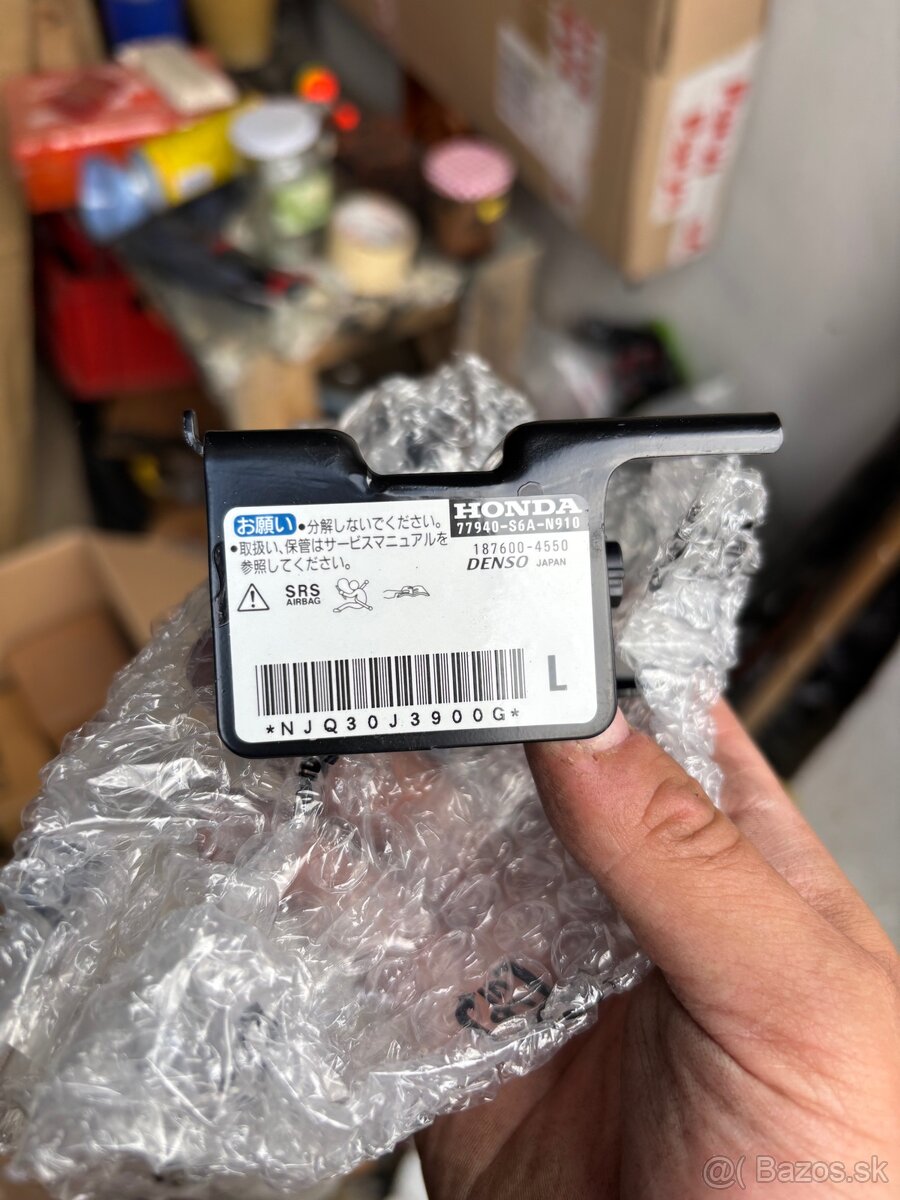 お願い •分解しないでください。
•取扱い、保管はサービスマニュアルを
参照してください。
HONDA
77940-S6A-N910
187600-4550
DENSO JAPAN
SRS
AIRBAG
L
*NJQ30J3900G*
@( Bazos.sk